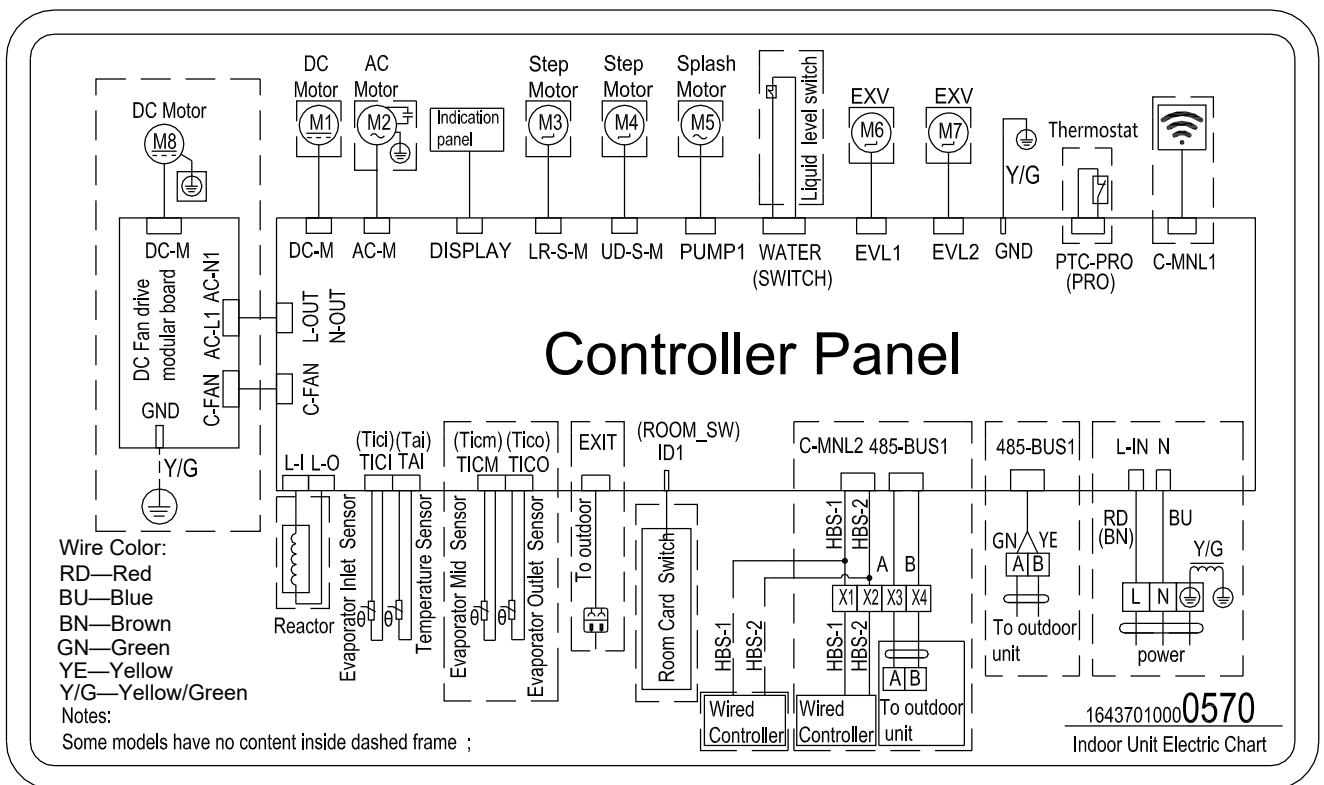 DC Motor
M8
DC-M
DC Fan drive
modular board
AC-L1 AC-N1
C-FAN
GND
Y/G
DC
Motor
M1
AC
Motor
M2
Indication
panel
Step
Motor
M3
Step
Motor
M4
Splash
Motor
M5
Liquid level switch
EXV
M6
EXV
M7
Y/G
Thermostat
DC-M
AC-M
DISPLAY
LR-S-M
UD-S-M
PUMP1
WATER
(SWITCH)
EVL1
EVL2
GND
PTC-PRO
(PRO)
C-MNL1
L-OUT
N-OUT
C-FAN
Controller Panel
L-I L-O
(Tici) (Tai)
TICI TAI
(Ticm) (Tico)
TICM TICO
EXIT
(ROOM_SW)
ID1
C-MNL2 485-BUS1
485-BUS1
L-IN N
Reactor
Evaporator Inlet Sensor
θ
θ
Temperature Sensor
Evaporator Mid Sensor
θ
θ
Evaporator Outlet Sensor
To outdoor
Room Card Switch
HBS-1
HBS-2
HBS-1
HBS-2
A B
X1 X2 X3 X4
HBS-1
HBS-2
A B
Wired
Controller
Wired
Controller
To outdoor
unit
GN YE
A B
To outdoor
unit
RD
(BN)
BU
Y/G
L N
power
Wire Color:
RD—Red
BU—Blue
BN—Brown
GN—Green
YE—Yellow
Y/G—Yellow/Green
Notes:
Some models have no content inside dashed frame ;
16437010000570
Indoor Unit Electric Chart